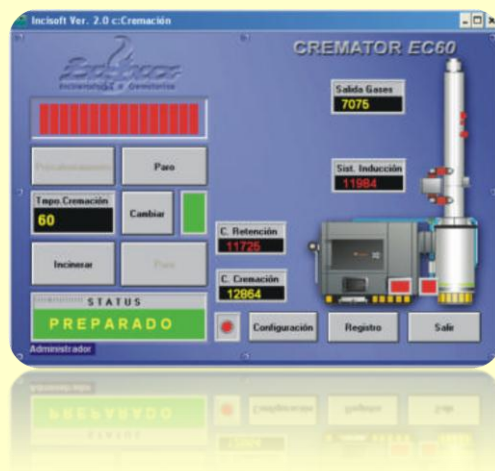 Incisoft Ver. 2.0 c:Cremación
CREMATOR EC60
Salida Gases
7075
Paro
Sist. Inducción
11984
Tmpo.Cremación
60
Cambiar
C. Retención
11725
Incinerar
Paro
C. Cremación
12864
STATUS
PREPARADO
Configuración
Registro
Salir
Administrador